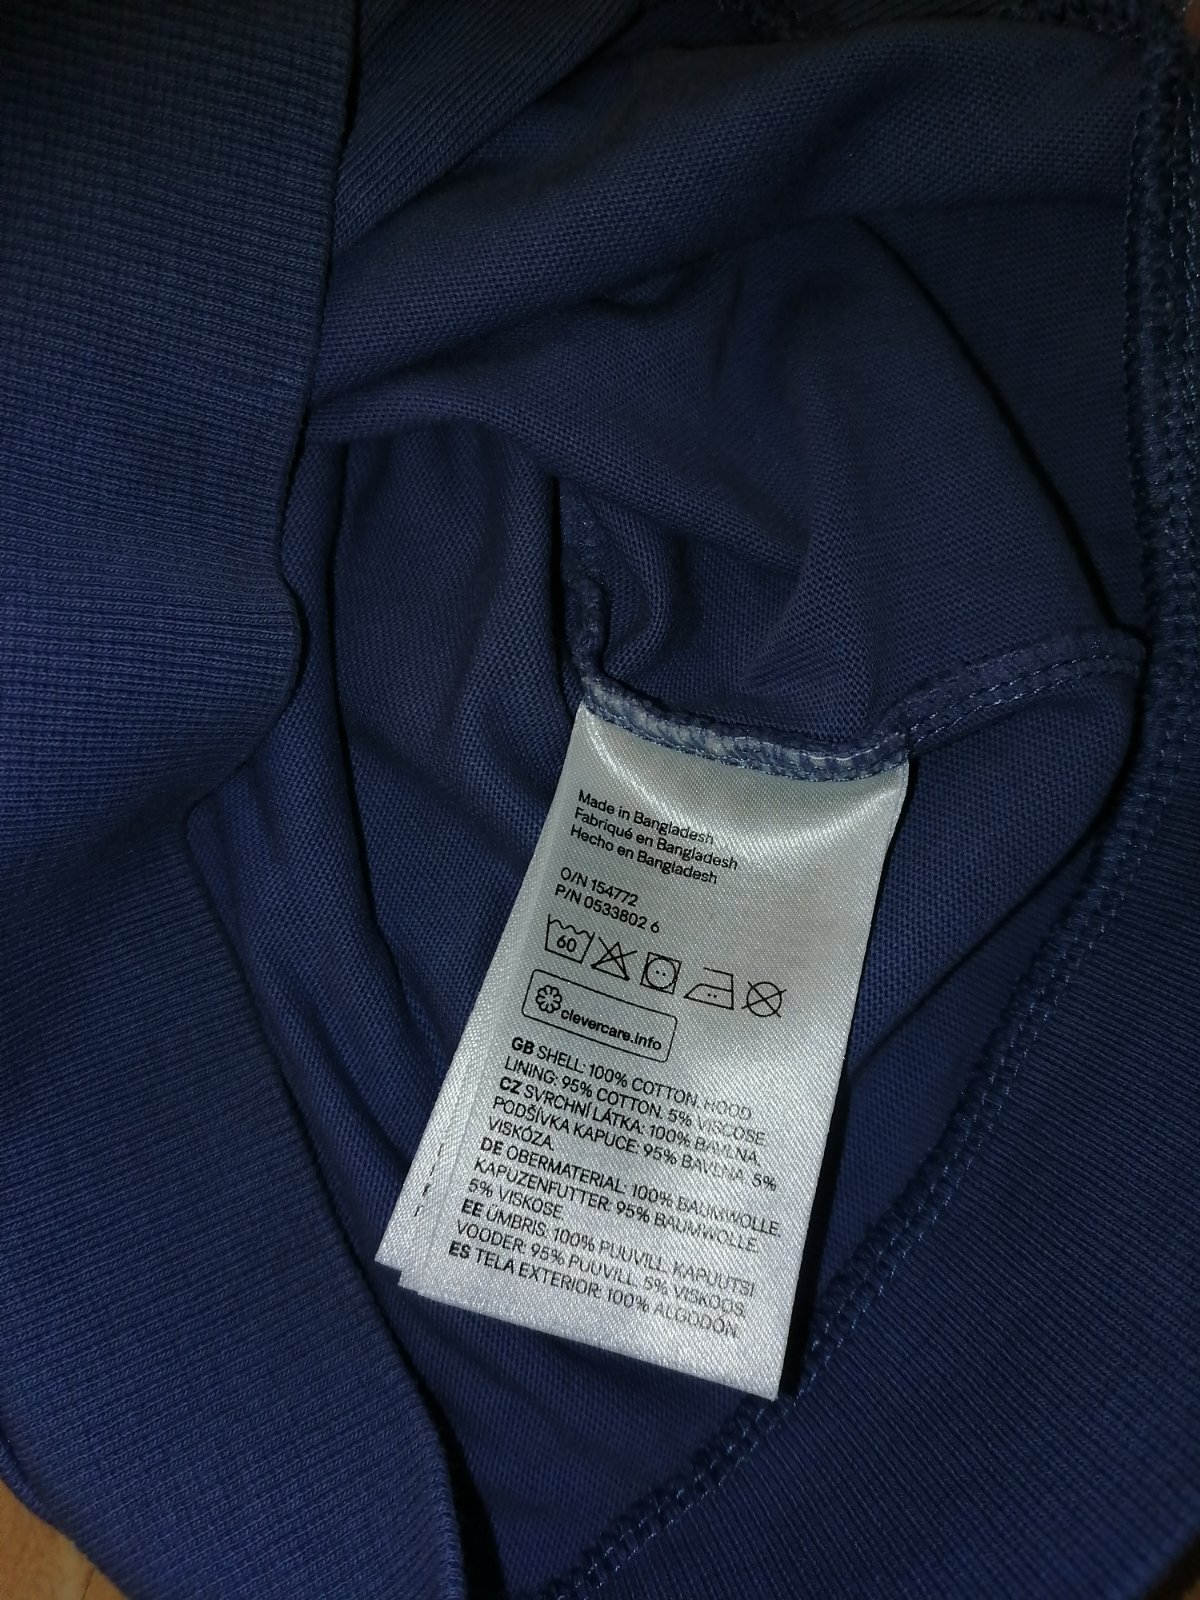 Made in Bangladesh
Fabriqué en Bangladesh
Hecho en Bangladesh
O/N 154772
P/N 0533802 6
60
clevercare.info
GB SHELL: 100% COTTON. HOOD
LINING: 95% COTTON. 5% VISCOSE
CZ SVRCHNÍ LÁTKA: 100% BAVLNA.
PODŠÍVKA KAPUCE: 95% BAVLNA. 5%
VISKÓZA.
DE OBERMATERIAL: 100% BAUMWOLLE.
KAPUZENFUTTER: 95% BAUMWOLLE.
5% VISKOSE
EE ÜMBRIS: 100% PUUVILL. KAPUUTSI
VOODER: 95% PUUVILL. 5% VISKOOS.
ES TELA EXTERIOR: 100% ALGODÓN.